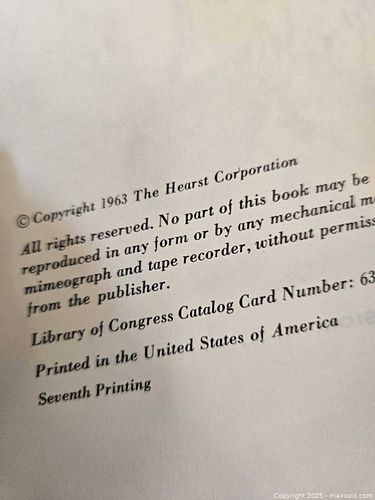 © Copyright 1963 The Hearst Corporation
All rights reserved. No part of this book may be
reproduced in any form or by any mechanical m
mimeograph and tape recorder, without permiss
from the publisher.
Library of Congress Catalog Card Number: 63
Printed in the United States of America
Seventh Printing
Copyright 2025 - maxsold.com